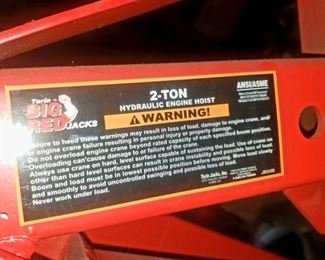 Torin
BIG
RED JACKS
2-TON
HYDRAULIC ENGINE HOIST
WARNING!
ANSI/ASME
Failure to heed these warnings may result in loss of load, damage to engine crane, and/
or engine crane failure resulting in personal injury or property damage.
Do not overload engine crane beyond rated capacity of each specified boom position.
Overloading can cause damage to or failure of the crane.
Always use crane on hard, level surface capable of sustaining the load. Use of crane on
other than hard level surfaces can result in crane instability and possible loss of load.
Boom and load must be in lowest possible position before moving. Move load slowly
and smoothly to avoid uncontrolled swinging and possible loss of load.
Never work under load.
Torin Jacks, Inc.